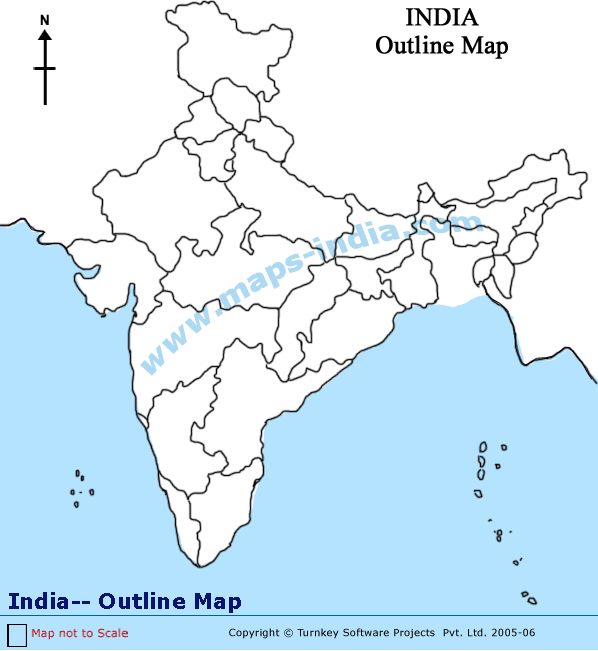 INDIA
Outline Map
N
www.maps-india.com
India-- Outline Map
Map not to Scale
Copyright © Turnkey Software Projects Pvt. Ltd. 2005-06